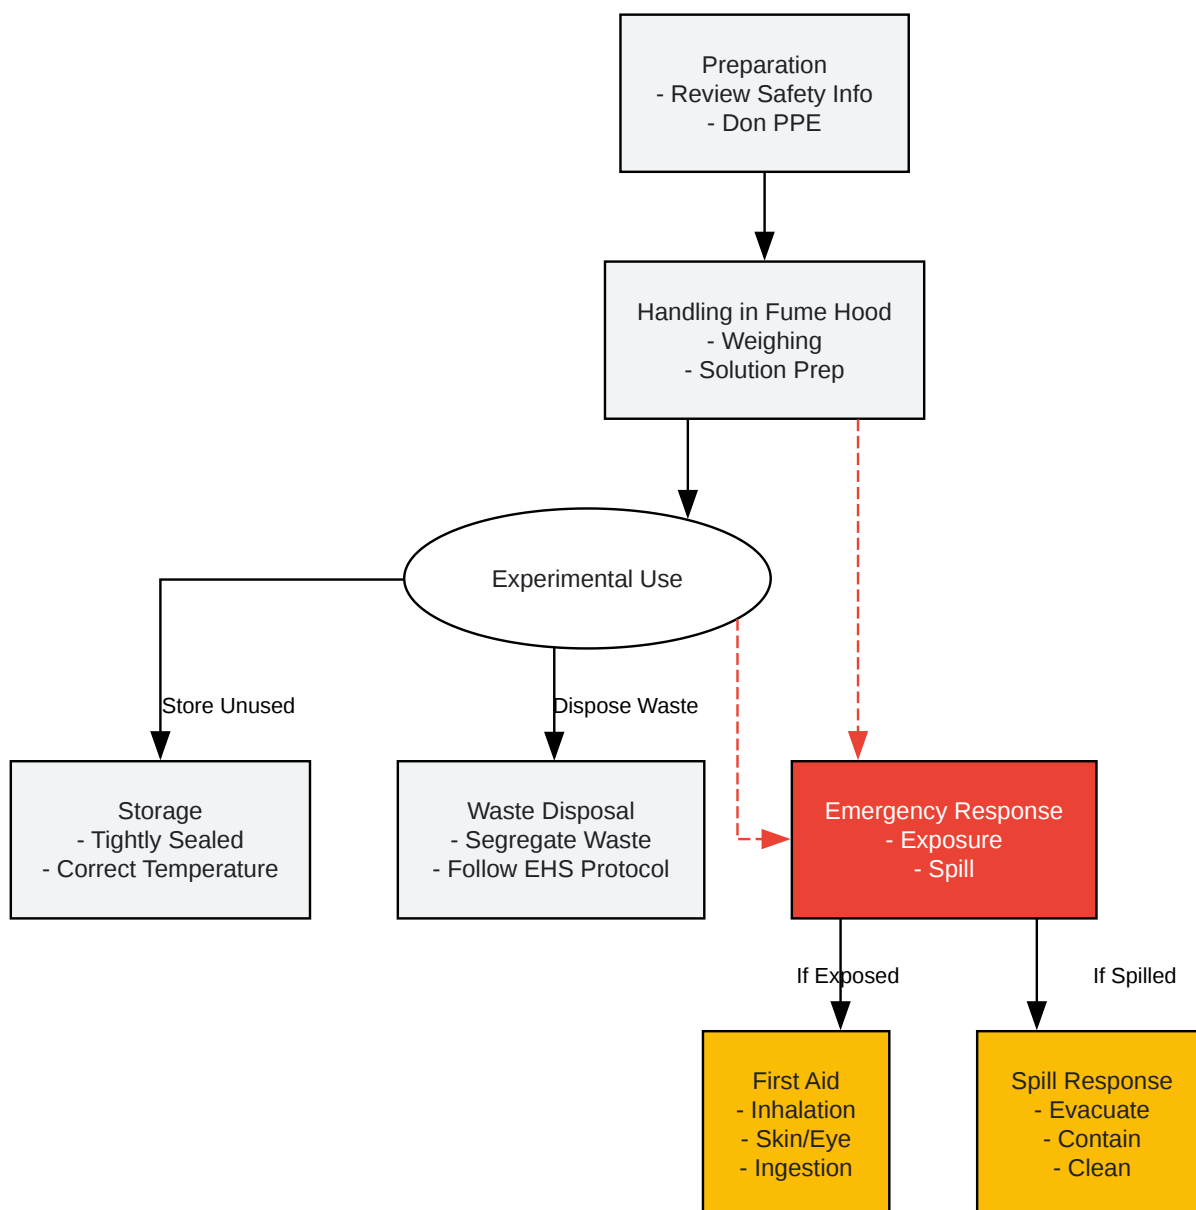 Preparation
- Review Safety Info
- Don PPE
Handling in Fume Hood
- Weighing
- Solution Prep
Experimental Use
Store Unused
Dispose Waste
Storage
- Tightly Sealed
- Correct Temperature
Waste Disposal
- Segregate Waste
- Follow EHS Protocol
Emergency Response
- Exposure
- Spill
If Exposed
If Spilled
First Aid
- Inhalation
- Skin/Eye
- Ingestion
Spill Response
- Evacuate
- Contain
- Clean